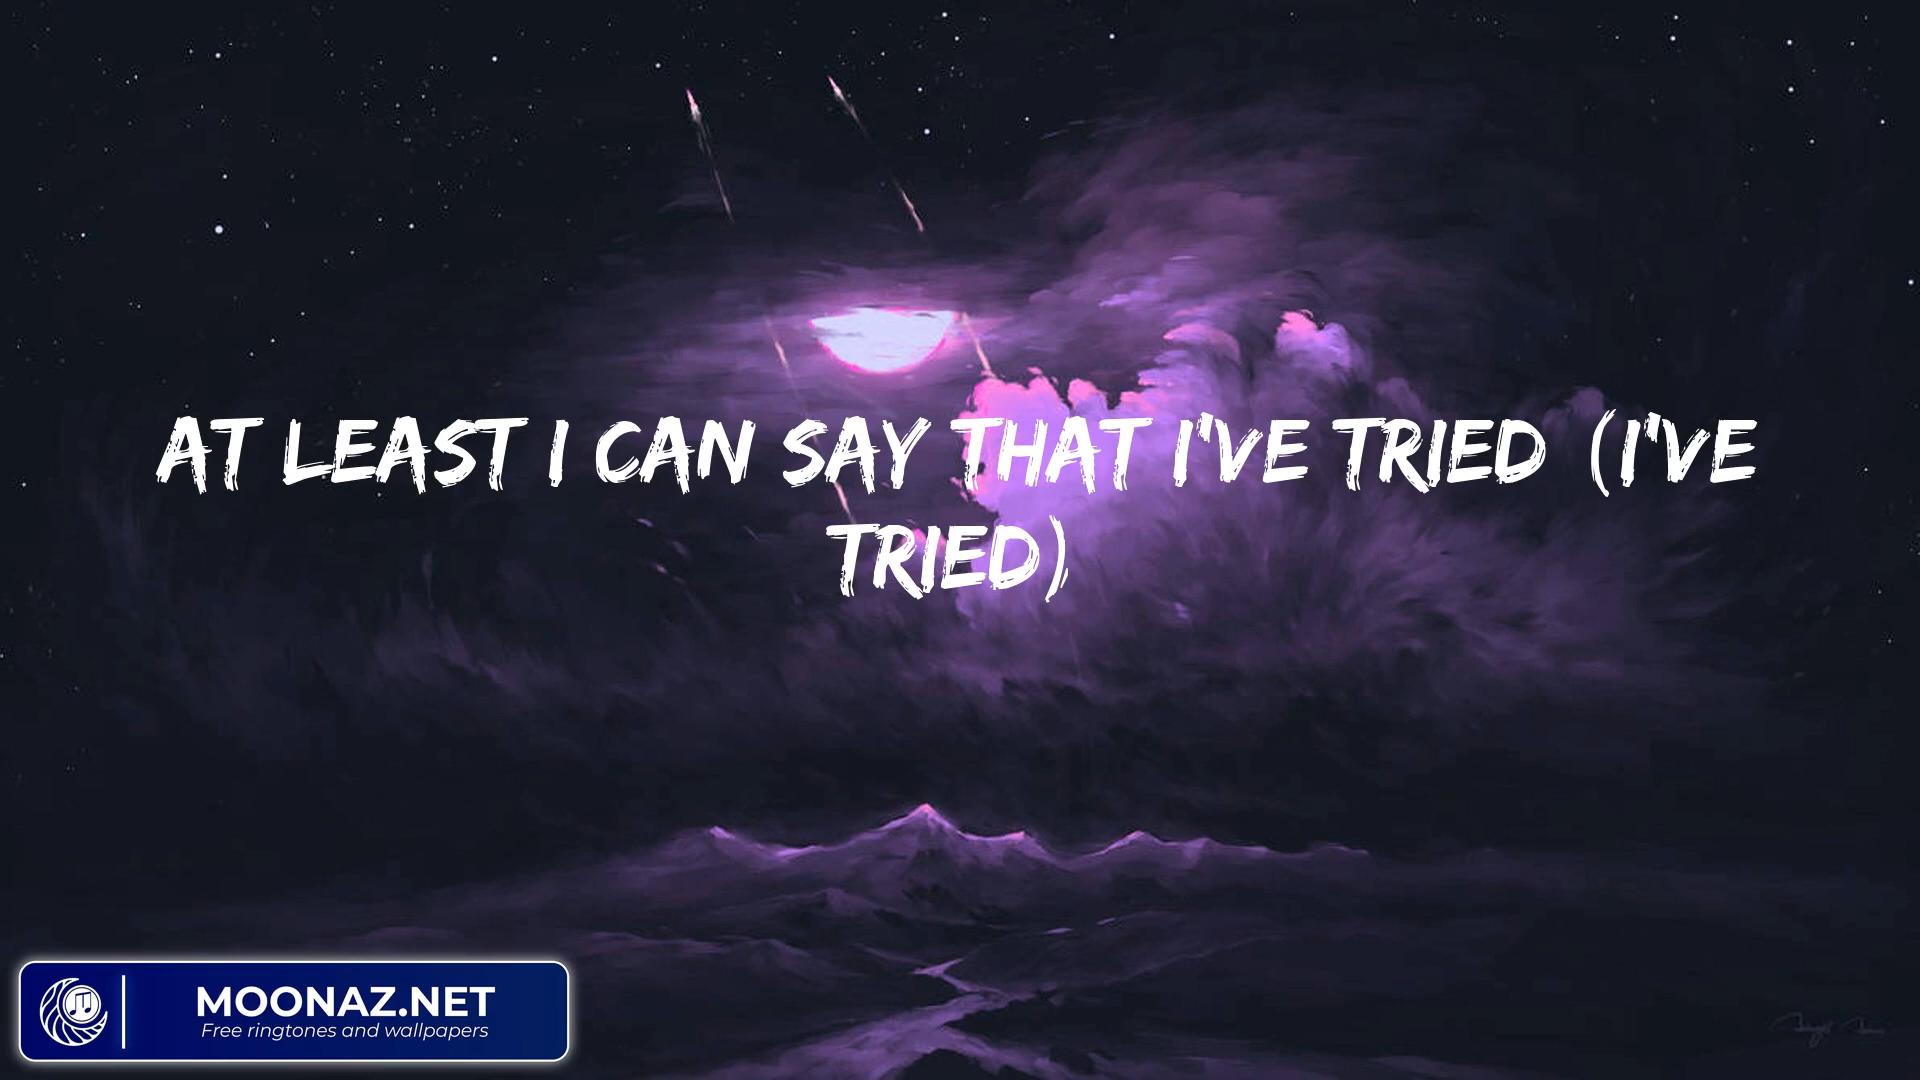 AT LEAST I CAN SAY THAT I'VE TRIED (I'VE
TRIED)
MOONAZ.NET
Free ringtones and wallpapers